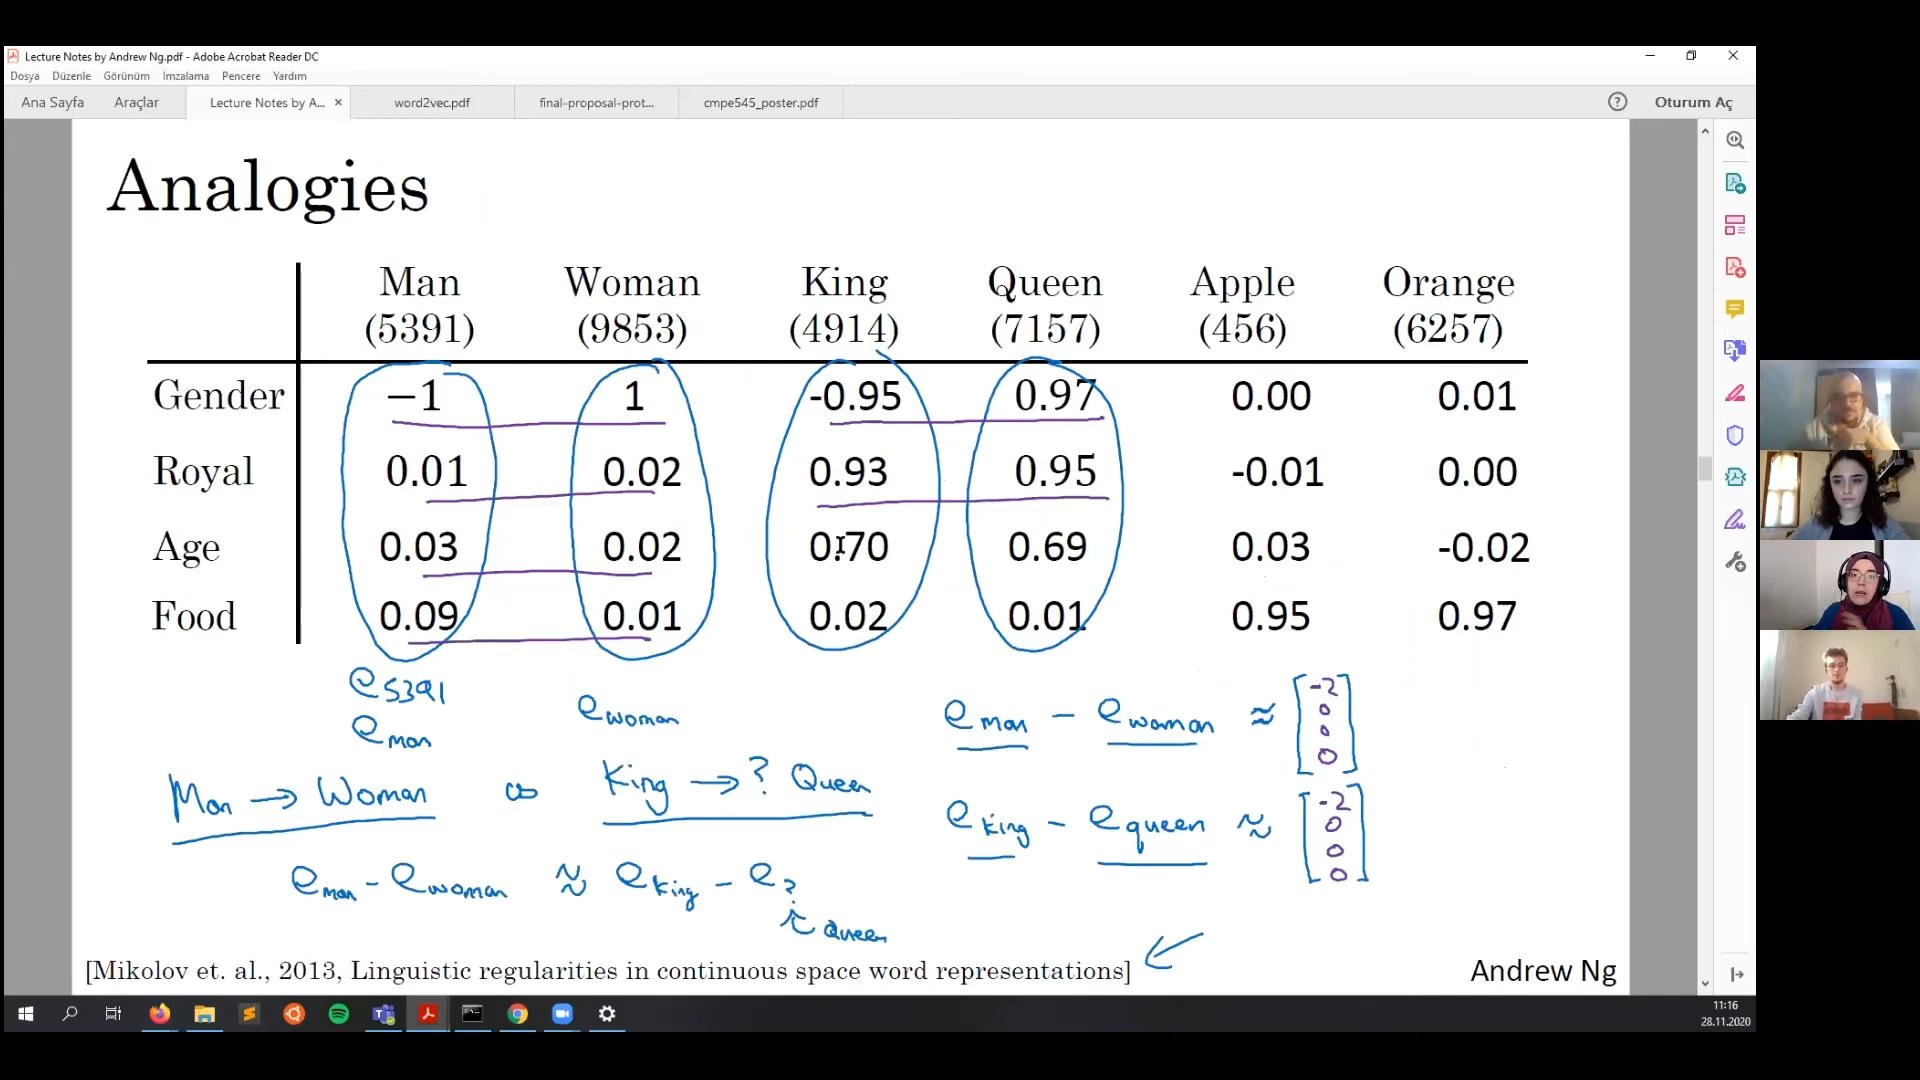 Lecture Notes by Andrew Ng.pdf - Adobe Acrobat Reader DC
Dosya Düzenle Görünüm İmzalama Pencere Yardım
Ana Sayfa Araçlar Lecture Notes by A... × word2vec.pdf final-proposal-prot... cmpe545_poster.pdf ? Oturum Aç
Analogies
Man Woman King Queen Apple Orange
(5391) (9853) (4914) (7157) (456) (6257)
Gender −1 1 -0.95 0.97 0.00 0.01
Royal 0.01 0.02 0.93 0.95 -0.01 0.00
Age 0.03 0.02 0.70 0.69 0.03 -0.02
Food 0.09 0.01 0.02 0.01 0.95 0.97
e5391
eman ewoman
eman - ewoman ≈ [-2 0 0 0]
Man → Woman ∞ King → ? Queen
eking - equeen ≈ [-2 0 0 0]
eman - ewoman ≈ eking - e?
↑ Queen
[Mikolov et. al., 2013, Linguistic regularities in continuous space word representations]
Andrew Ng
11:16
28.11.2020